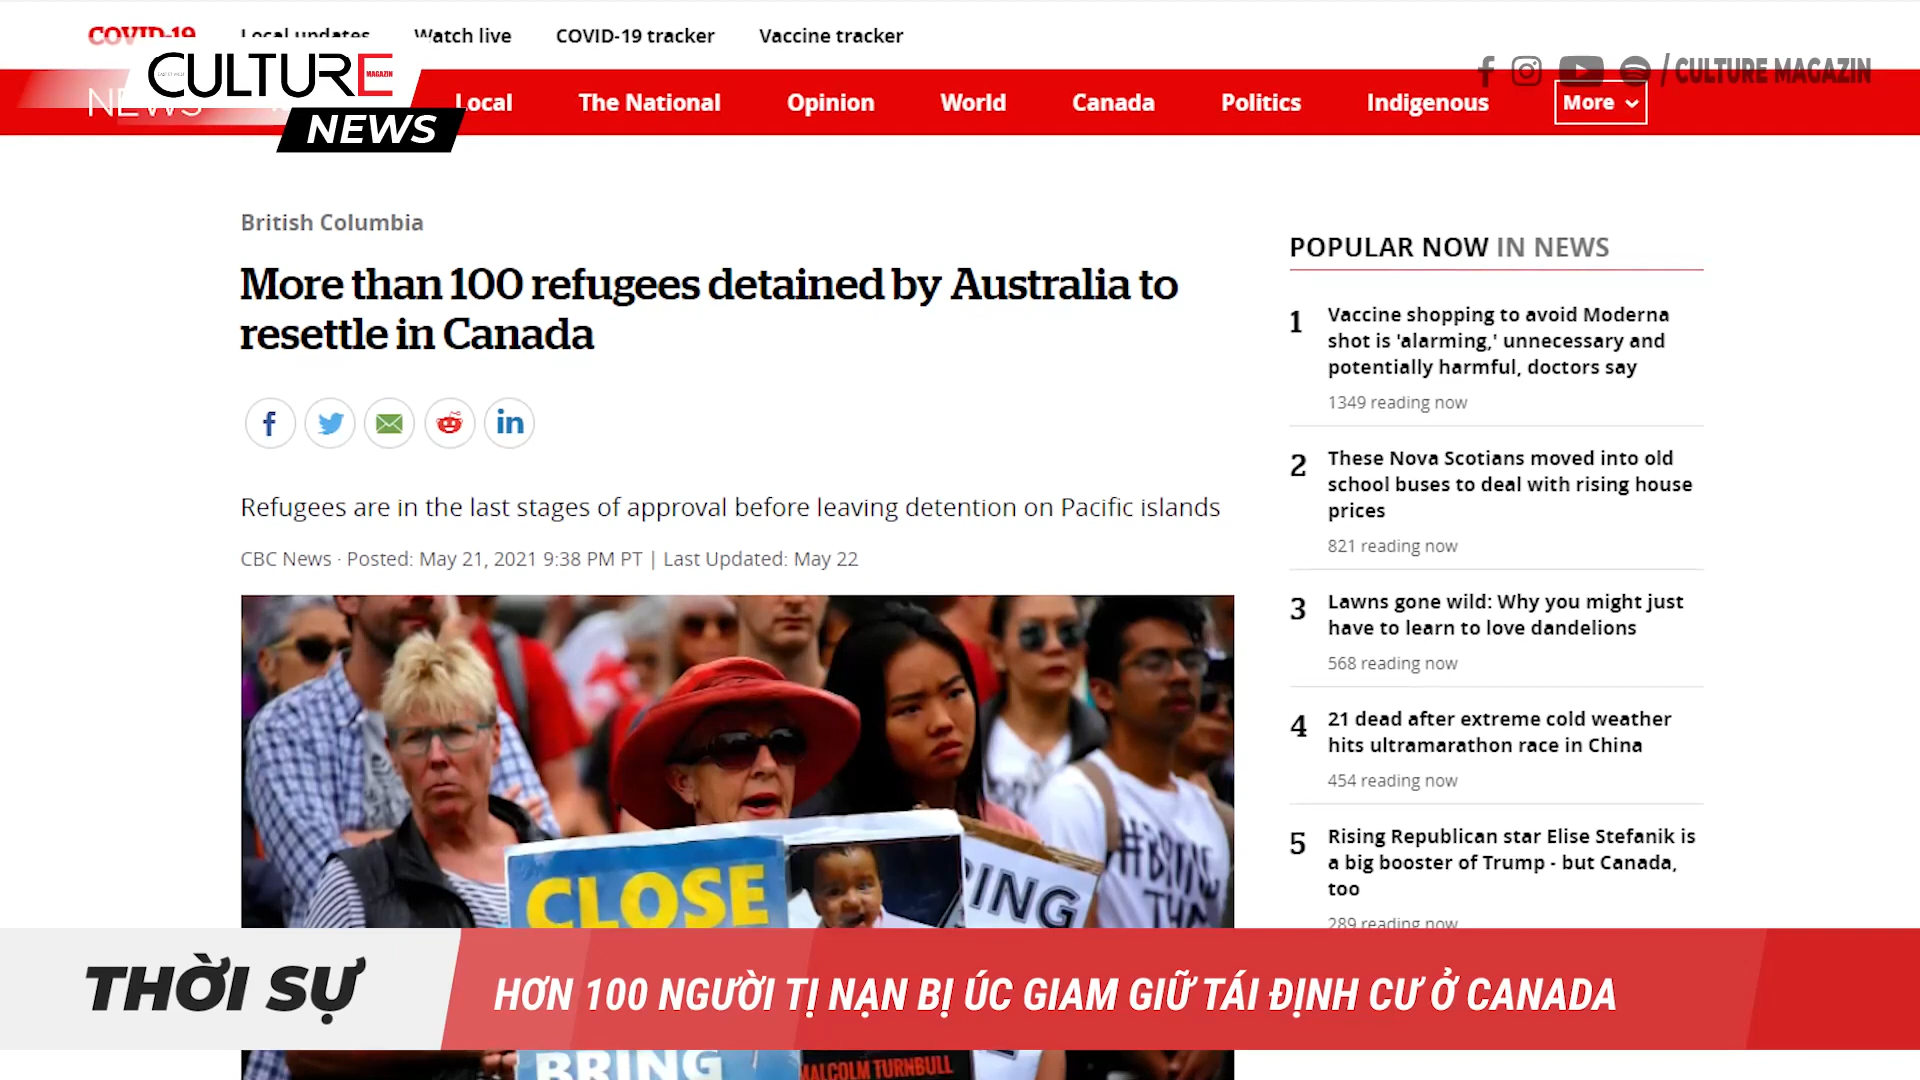 COVID-19 Local updates Watch live COVID-19 tracker Vaccine tracker
CULTURE
MAGAZIN
NEWS
/ CULTURE MAGAZIN
NEWS Local The National Opinion World Canada Politics Indigenous More
British Columbia
More than 100 refugees detained by Australia to
resettle in Canada
Refugees are in the last stages of approval before leaving detention on Pacific islands
CBC News · Posted: May 21, 2021 9:38 PM PT | Last Updated: May 22
POPULAR NOW IN NEWS
1 Vaccine shopping to avoid Moderna
shot is 'alarming,' unnecessary and
potentially harmful, doctors say
1349 reading now
2 These Nova Scotians moved into old
school buses to deal with rising house
prices
821 reading now
3 Lawns gone wild: Why you might just
have to learn to love dandelions
568 reading now
4 21 dead after extreme cold weather
hits ultramarathon race in China
454 reading now
5 Rising Republican star Elise Stefanik is
a big booster of Trump - but Canada,
too
289 reading now
CLOSE
BRING
MALCOLM TURNBULL
THỜI SỰ
HƠN 100 NGƯỜI TỊ NẠN BỊ ÚC GIAM GIỮ TÁI ĐỊNH CƯ Ở CANADA